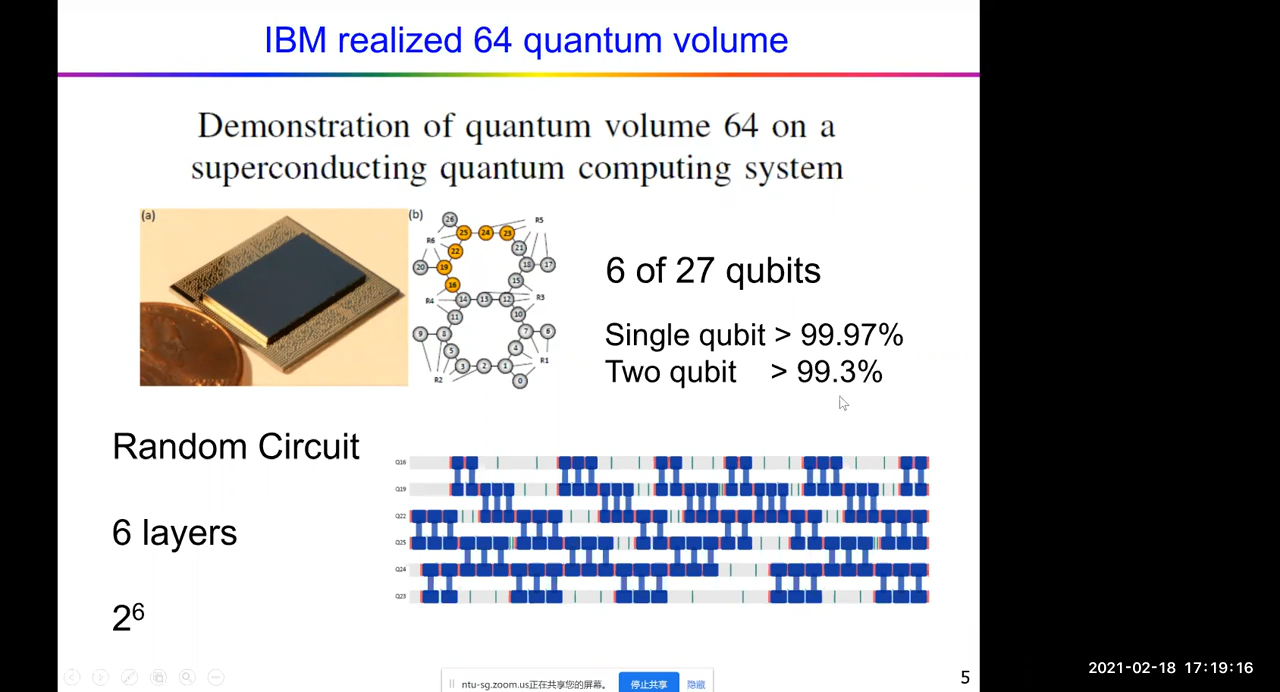 IBM realized 64 quantum volume
Demonstration of quantum volume 64 on a
superconducting quantum computing system
(a)
(b)
26
R5
25
24
23
R6
22
21
20
19
18
17
16
15
R4
14
13
12
R3
11
10
9
8
7
6
5
4
R1
3
2
1
R2
0
6 of 27 qubits
Single qubit > 99.97%
Two qubit > 99.3%
Random Circuit
6 layers
2⁶
Q16
Q19
Q22
Q25
Q24
Q23
ntu-sg.zoom.us正在共享您的屏幕。
停止共享
隐藏
5
2021-02-18 17:19:16